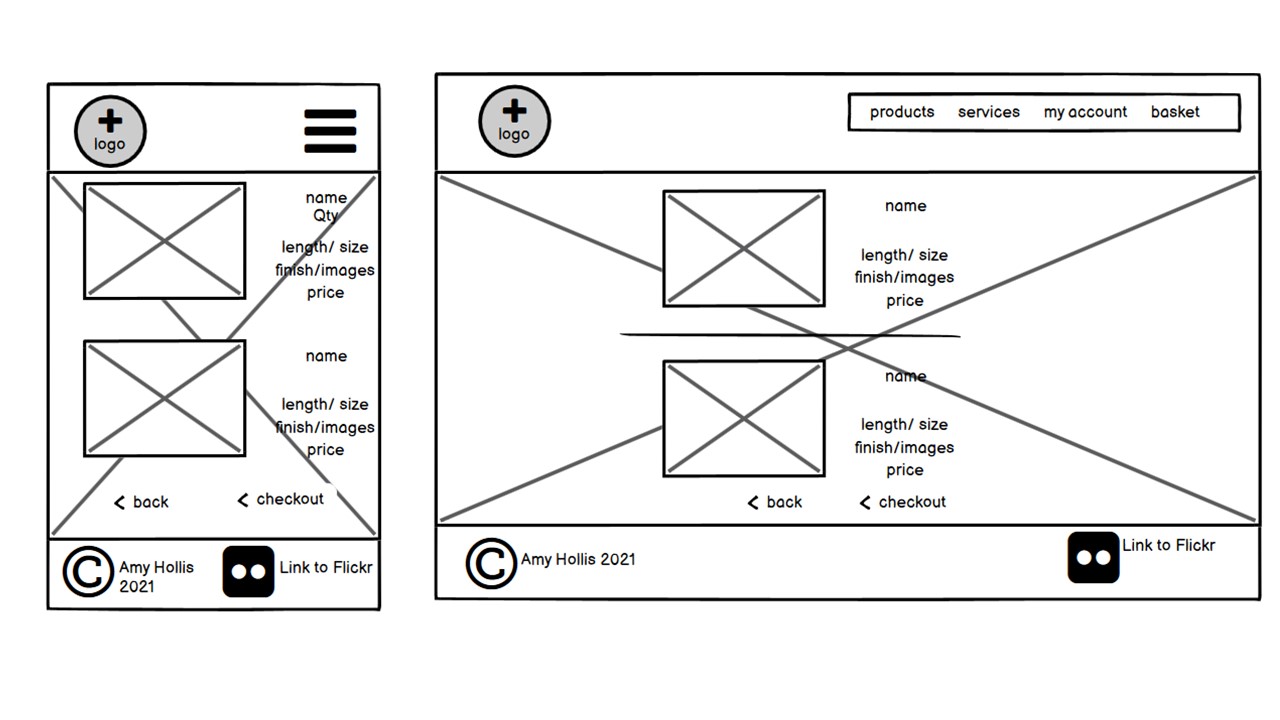 logo
name
Qty
length/ size
finish/images
price
name
length/ size
finish/images
price
< back
< checkout
© Amy Hollis
2021
Link to Flickr
logo
products services my account basket
name
length/ size
finish/images
price
name
length/ size
finish/images
price
< back
< checkout
© Amy Hollis 2021
Link to Flickr